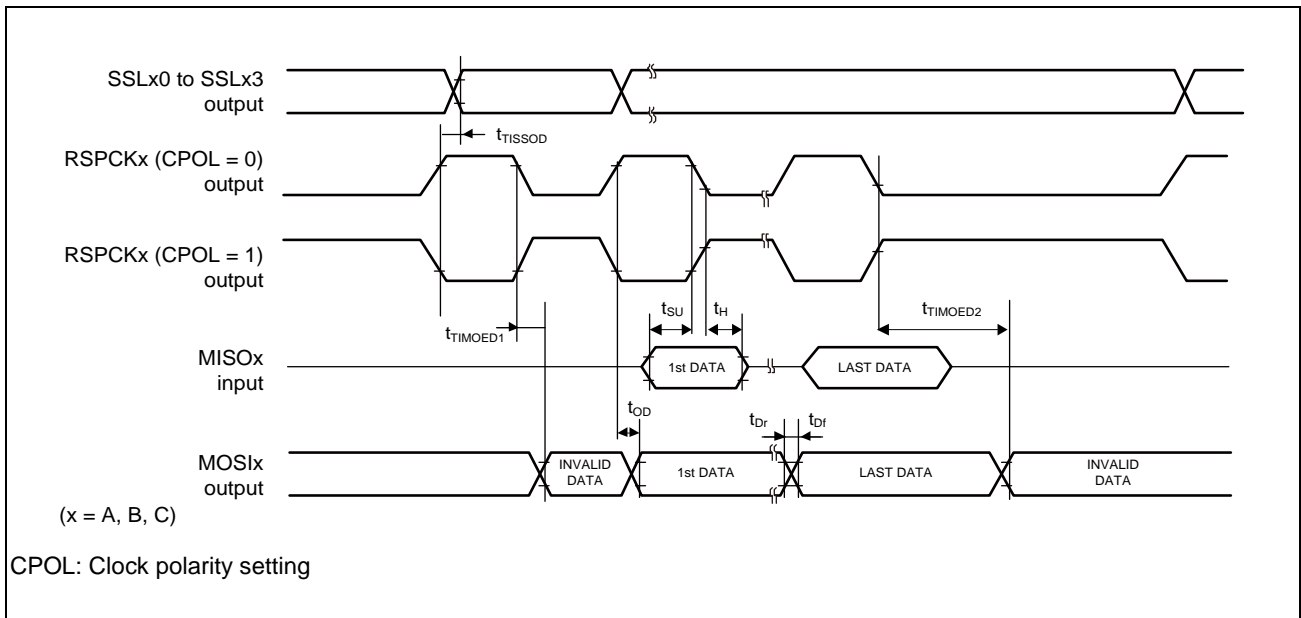 SSLx0 to SSLx3
output
tTISSOD
RSPCKx (CPOL = 0)
output
RSPCKx (CPOL = 1)
output
tTIMOED1
tSU
tH
tTIMOED2
MISOx
input
1st DATA
LAST DATA
tOD
tDr
tDf
MOSIx
output
INVALID
DATA
1st DATA
LAST DATA
INVALID
DATA
(x = A, B, C)
CPOL: Clock polarity setting